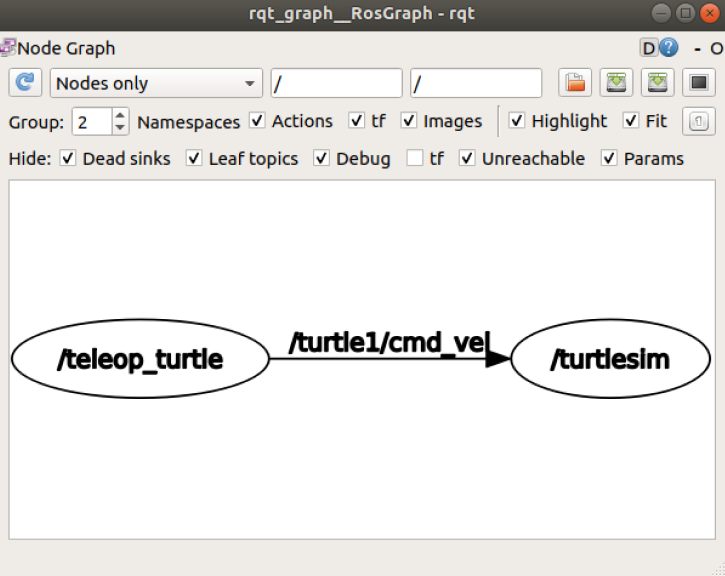 rqt_graph__RosGraph - rqt
Node Graph D ? - O
Nodes only / /
Group: 2 Namespaces Actions tf Images Highlight Fit
Hide: Dead sinks Leaf topics Debug tf Unreachable Params
/teleop_turtle /turtle1/cmd_vel /turtlesim